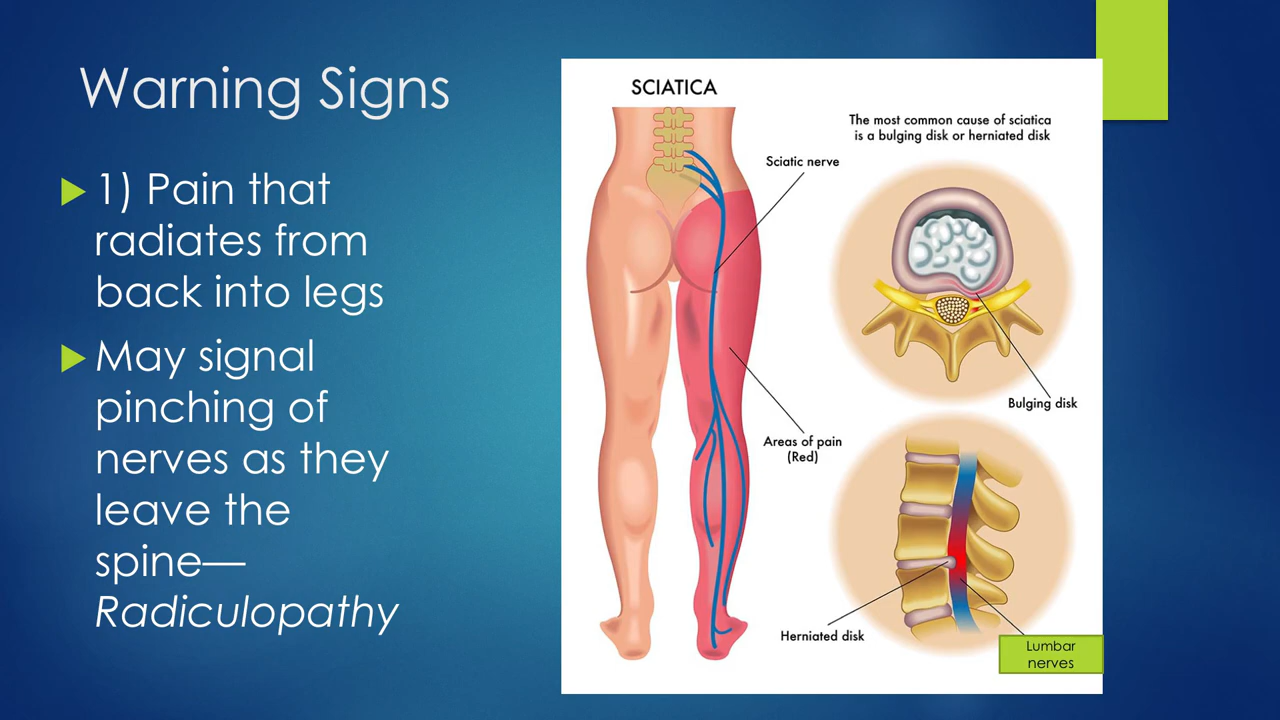 Warning Signs
1) Pain that
radiates from
back into legs
May signal
pinching of
nerves as they
leave the
spine—
Radiculopathy
SCIATICA
The most common cause of sciatica
is a bulging disk or herniated disk
Sciatic nerve
Bulging disk
Areas of pain
(Red)
Herniated disk
Lumbar
nerves